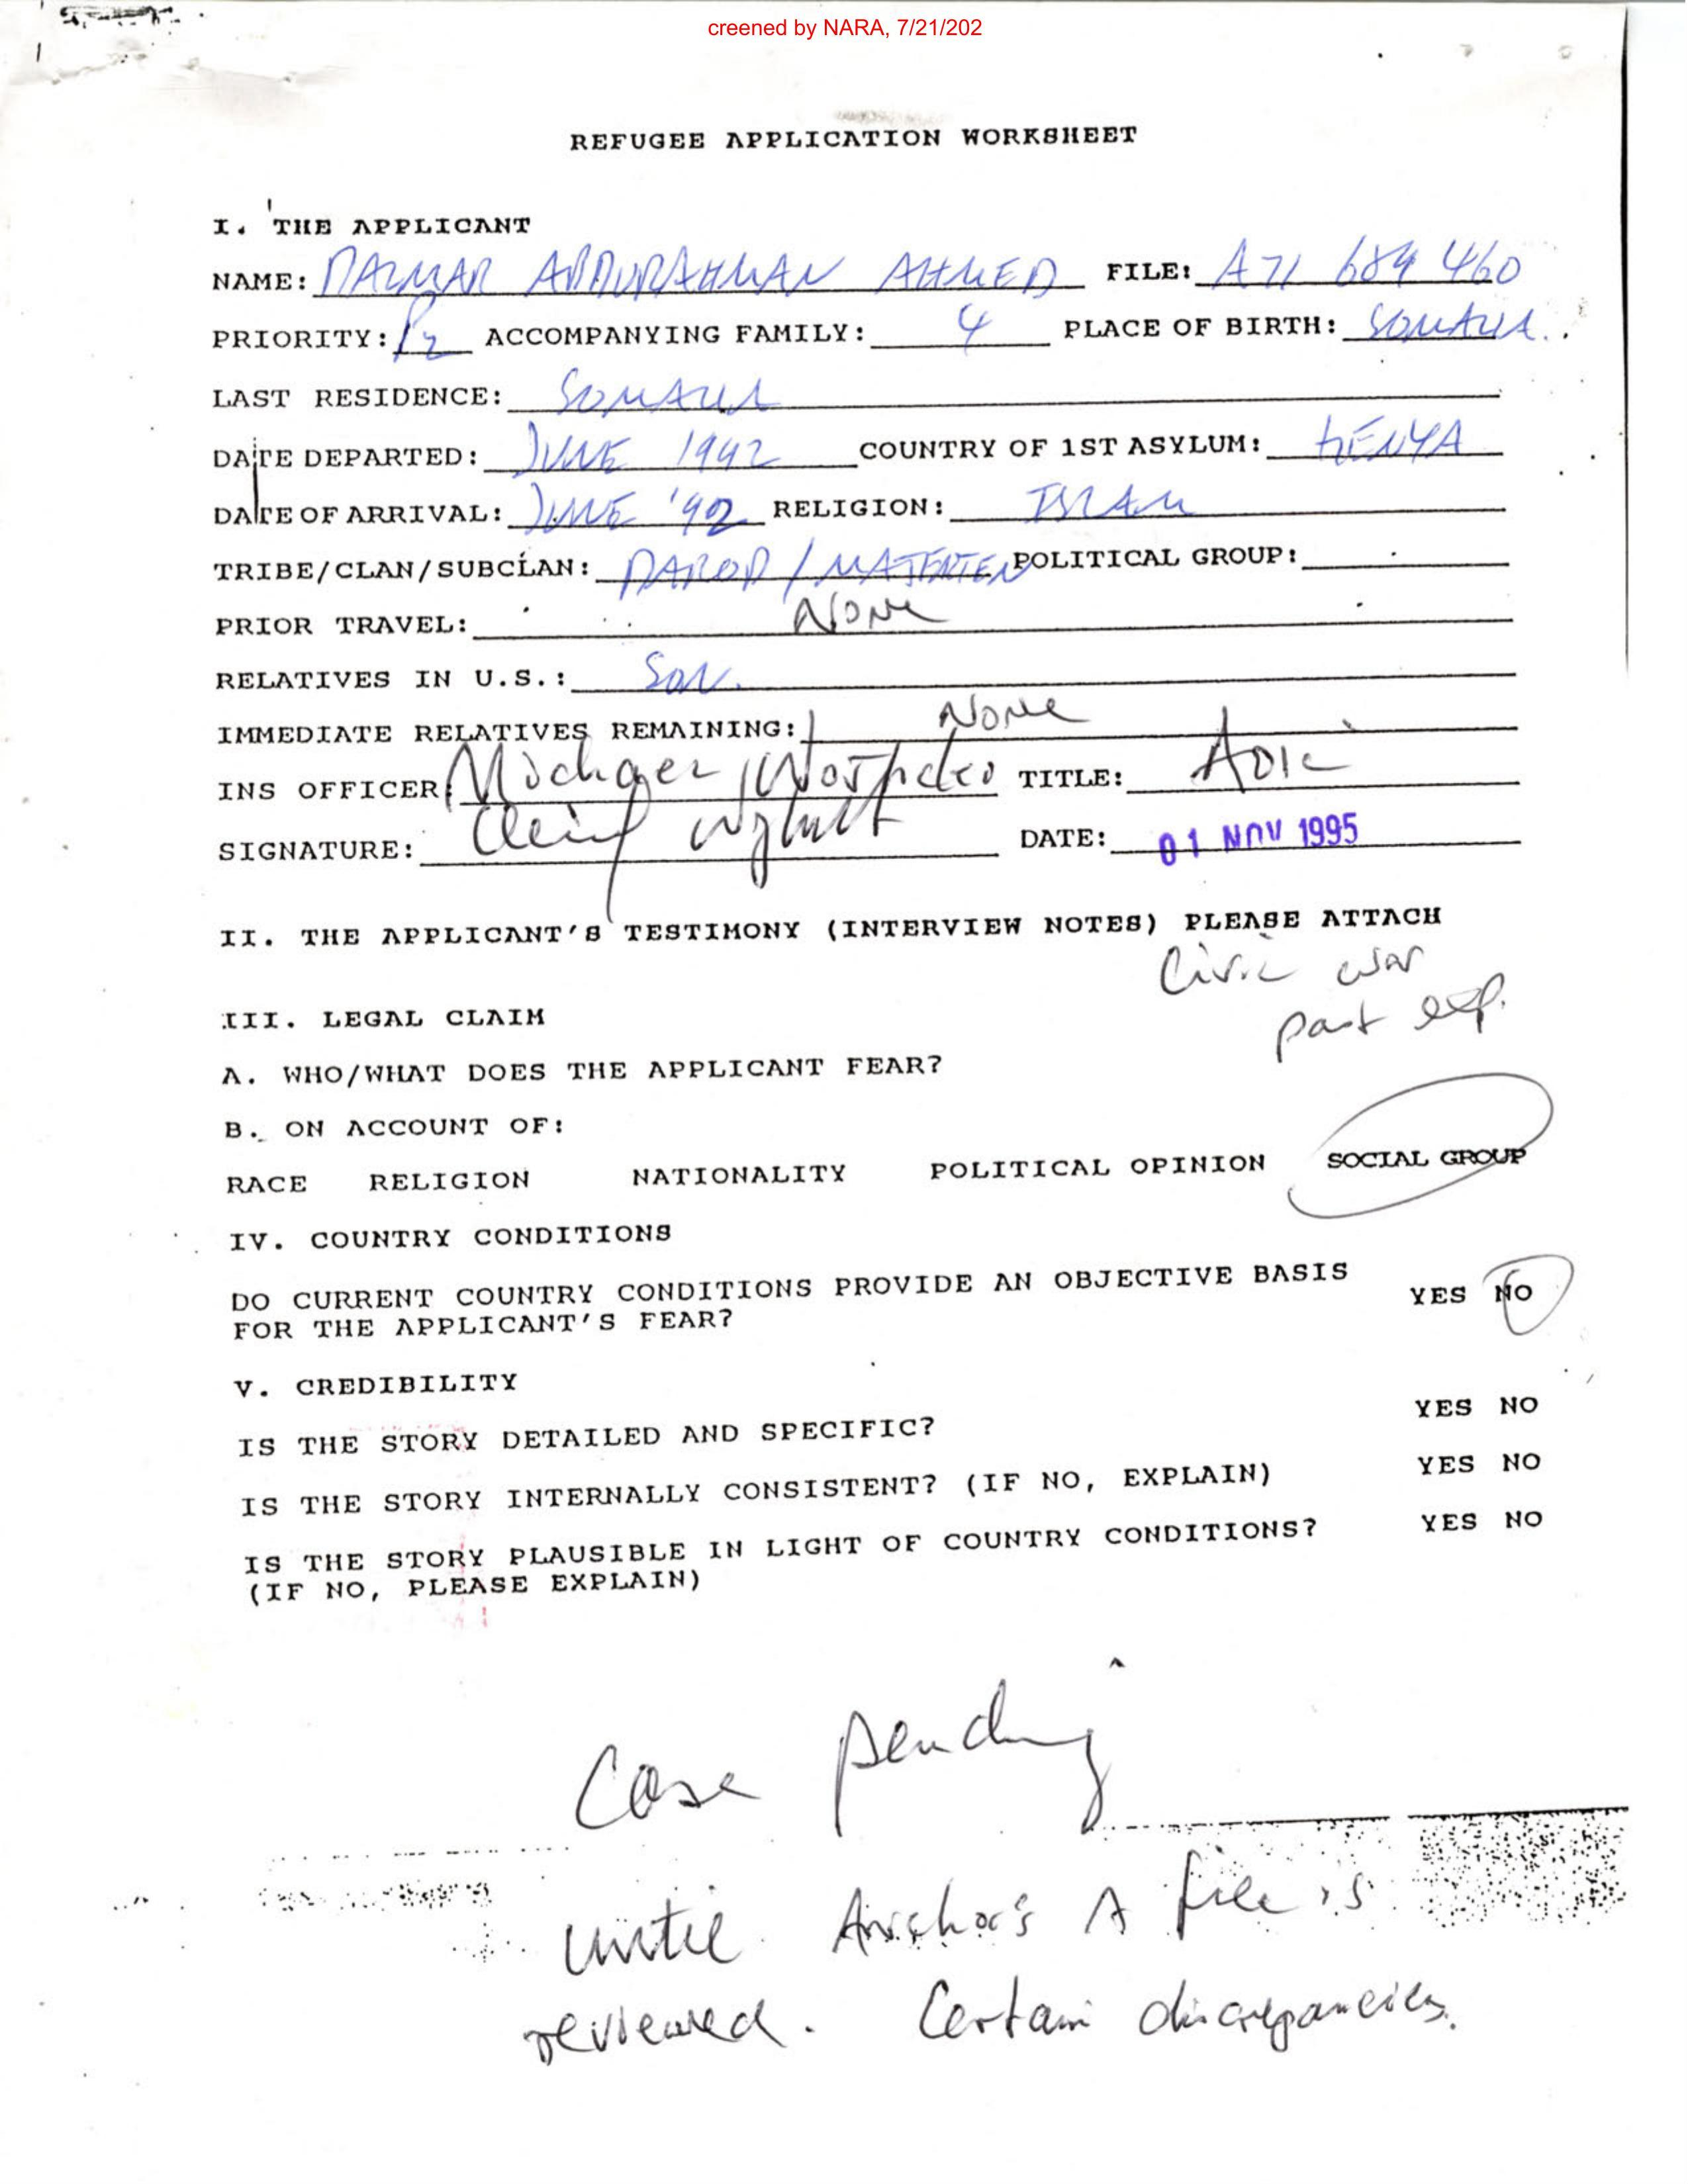 creened by NARA, 7/21/202
REFUGEE APPLICATION WORKSHEET
I. THE APPLICANT
NAME: DALMAR ABDURAHMAN AHMED FILE: A71 689 460
PRIORITY: P2 ACCOMPANYING FAMILY: 4 PLACE OF BIRTH: SOMALIA.
LAST RESIDENCE: SOMALIA
DATE DEPARTED: JUNE 1992 COUNTRY OF 1ST ASYLUM: KENYA
DATE OF ARRIVAL: JUNE '92 RELIGION: ISLAM
TRIBE/CLAN/SUBCLAN: DAROD / MAJERTEN POLITICAL GROUP:
PRIOR TRAVEL: None
RELATIVES IN U.S.: SON.
IMMEDIATE RELATIVES REMAINING: None
INS OFFICER: Michael TITLE:
SIGNATURE: DATE: 01 NOV 1995
II. THE APPLICANT'S TESTIMONY (INTERVIEW NOTES) PLEASE ATTACH
Civil war
past exp.
III. LEGAL CLAIM
A. WHO/WHAT DOES THE APPLICANT FEAR?
B. ON ACCOUNT OF:
RACE RELIGION NATIONALITY POLITICAL OPINION SOCIAL GROUP
IV. COUNTRY CONDITIONS
DO CURRENT COUNTRY CONDITIONS PROVIDE AN OBJECTIVE BASIS YES NO
FOR THE APPLICANT'S FEAR?
V. CREDIBILITY
IS THE STORY DETAILED AND SPECIFIC? YES NO
IS THE STORY INTERNALLY CONSISTENT? (IF NO, EXPLAIN) YES NO
IS THE STORY PLAUSIBLE IN LIGHT OF COUNTRY CONDITIONS? YES NO
(IF NO, PLEASE EXPLAIN)
Case pending
until Anchor's A file is
reviewed. Certain discrepancies.